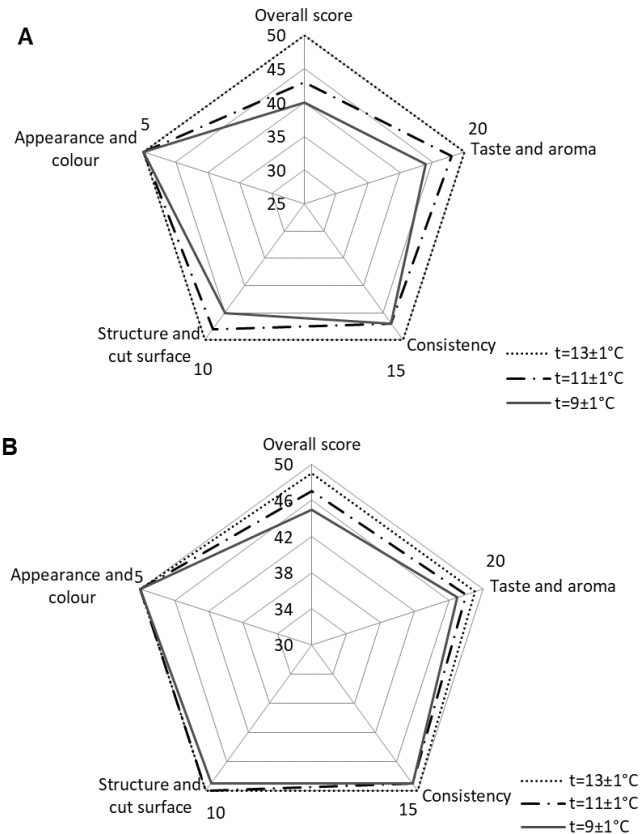 A
Overall score
50
45
40
35
30
25
5
Appearance and
colour
20
Taste and aroma
Structure and
cut surface
10
Consistency
15
t=13±1°C
t=11±1°C
t=9±1°C
B
Overall score
50
46
42
38
34
30
5
Appearance and
colour
20
Taste and aroma
Structure and
cut surface
10
Consistency
15
t=13±1°C
t=11±1°C
t=9±1°C